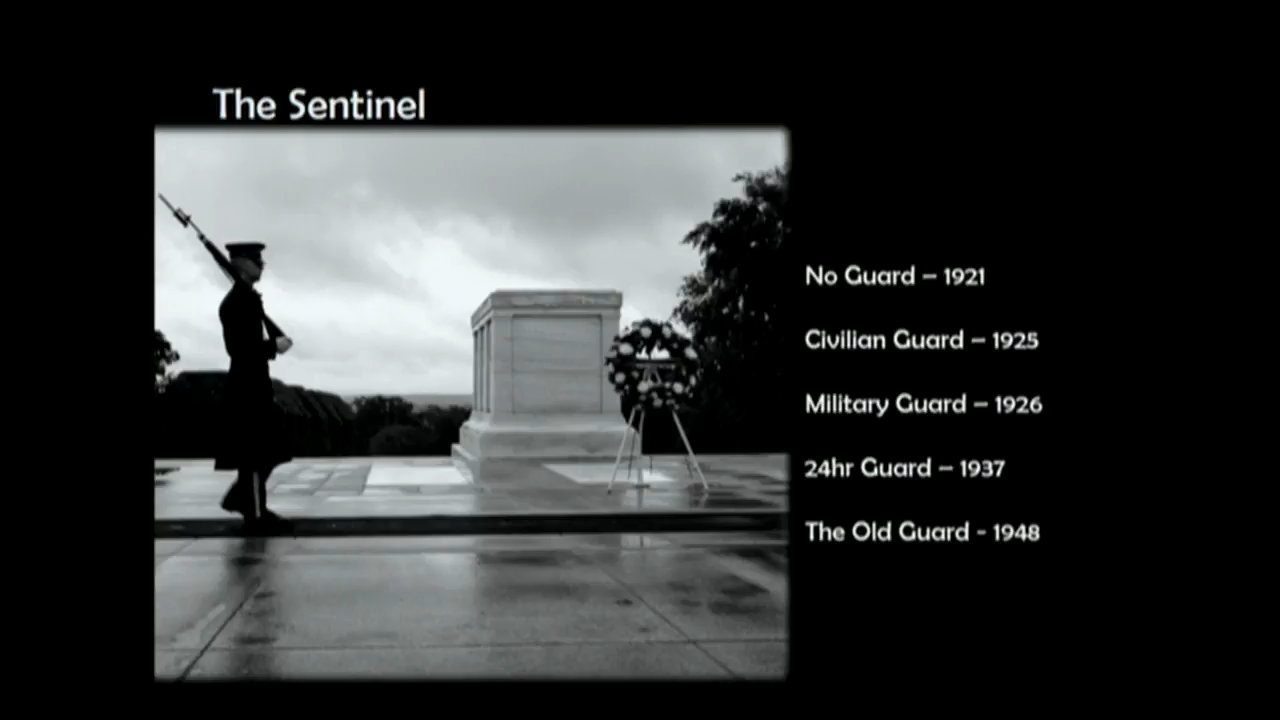 The Sentinel
No Guard – 1921
Civilian Guard – 1925
Military Guard – 1926
24hr Guard – 1937
The Old Guard - 1948